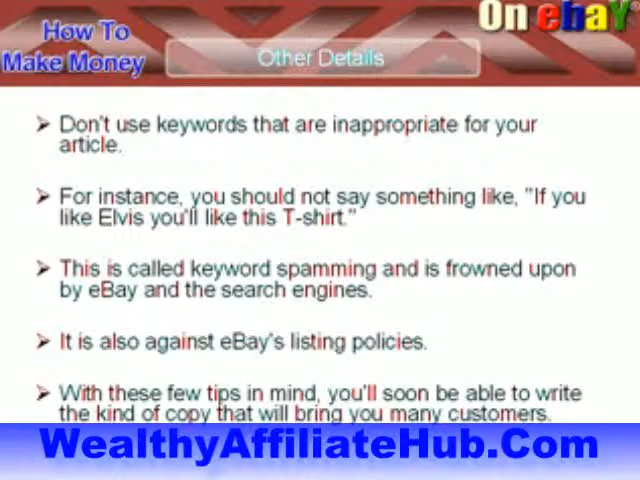 How To
Make Money
On ebaY
Other Details
Don't use keywords that are inappropriate for your
article.
For instance, you should not say something like, "If you
like Elvis you'll like this T-shirt."
This is called keyword spamming and is frowned upon
by eBay and the search engines.
It is also against eBay's listing policies.
With these few tips in mind, you'll soon be able to write
the kind of copy that will bring you many customers.
WealthyAffiliateHub.Com